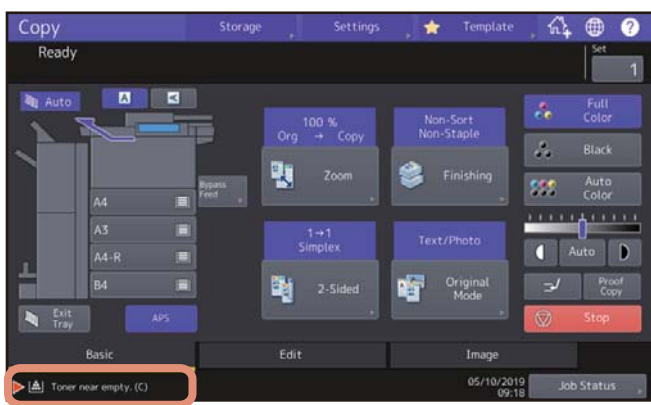 Copy
Storage
Settings
Template
?
Ready
Set
1
Auto
A
A
100 %
Org → Copy
Zoom
Non-Sort
Non-Staple
Finishing
Full
Color
Black
Auto
Color
Bypass
Feed
A4
A3
A4-R
B4
1→1
Simplex
2-Sided
Text/Photo
Original
Mode
Auto
Proof
Copy
Exit
Tray
APS
Stop
Basic
Edit
Image
Toner near empty. (C)
05/10/2019
09:18
Job Status